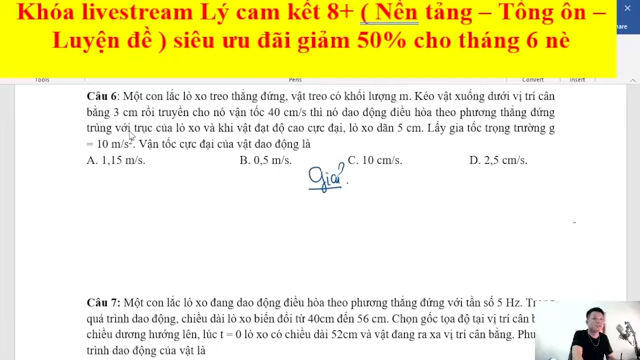 Khóa livestream Lý cam kết 8+ ( Nền tảng – Tổng ôn –
Luyện đề ) siêu ưu đãi giảm 50% cho tháng 6 nè
Tools
Pens
Convert
Câu 6: Một con lắc lò xo treo thẳng đứng, vật treo có khối lượng m. Kéo vật xuống dưới vị trí cân
bằng 3 cm rồi truyền cho nó vận tốc 40 cm/s thì nó dao động điều hòa theo phương thẳng đứng
trùng với trục của lò xo và khi vật đạt độ cao cực đại, lò xo dãn 5 cm. Lấy gia tốc trọng trường g
= 10 m/s². Vận tốc cực đại của vật dao động là
A. 1,15 m/s. B. 0,5 m/s. C. 10 cm/s. D. 2,5 cm/s.
Giải
Câu 7: Một con lắc lò xo đang dao động điều hòa theo phương thẳng đứng với tần số 5 Hz. Trong
quá trình dao động, chiều dài lò xo biến đổi từ 40cm đến 56 cm. Chọn gốc tọa độ tại vị trí cân
chiều dương hướng lên, lúc t = 0 lò xo có chiều dài 52cm và vật đang ra xa vị trí cân bằng.
trình dao động của vật là